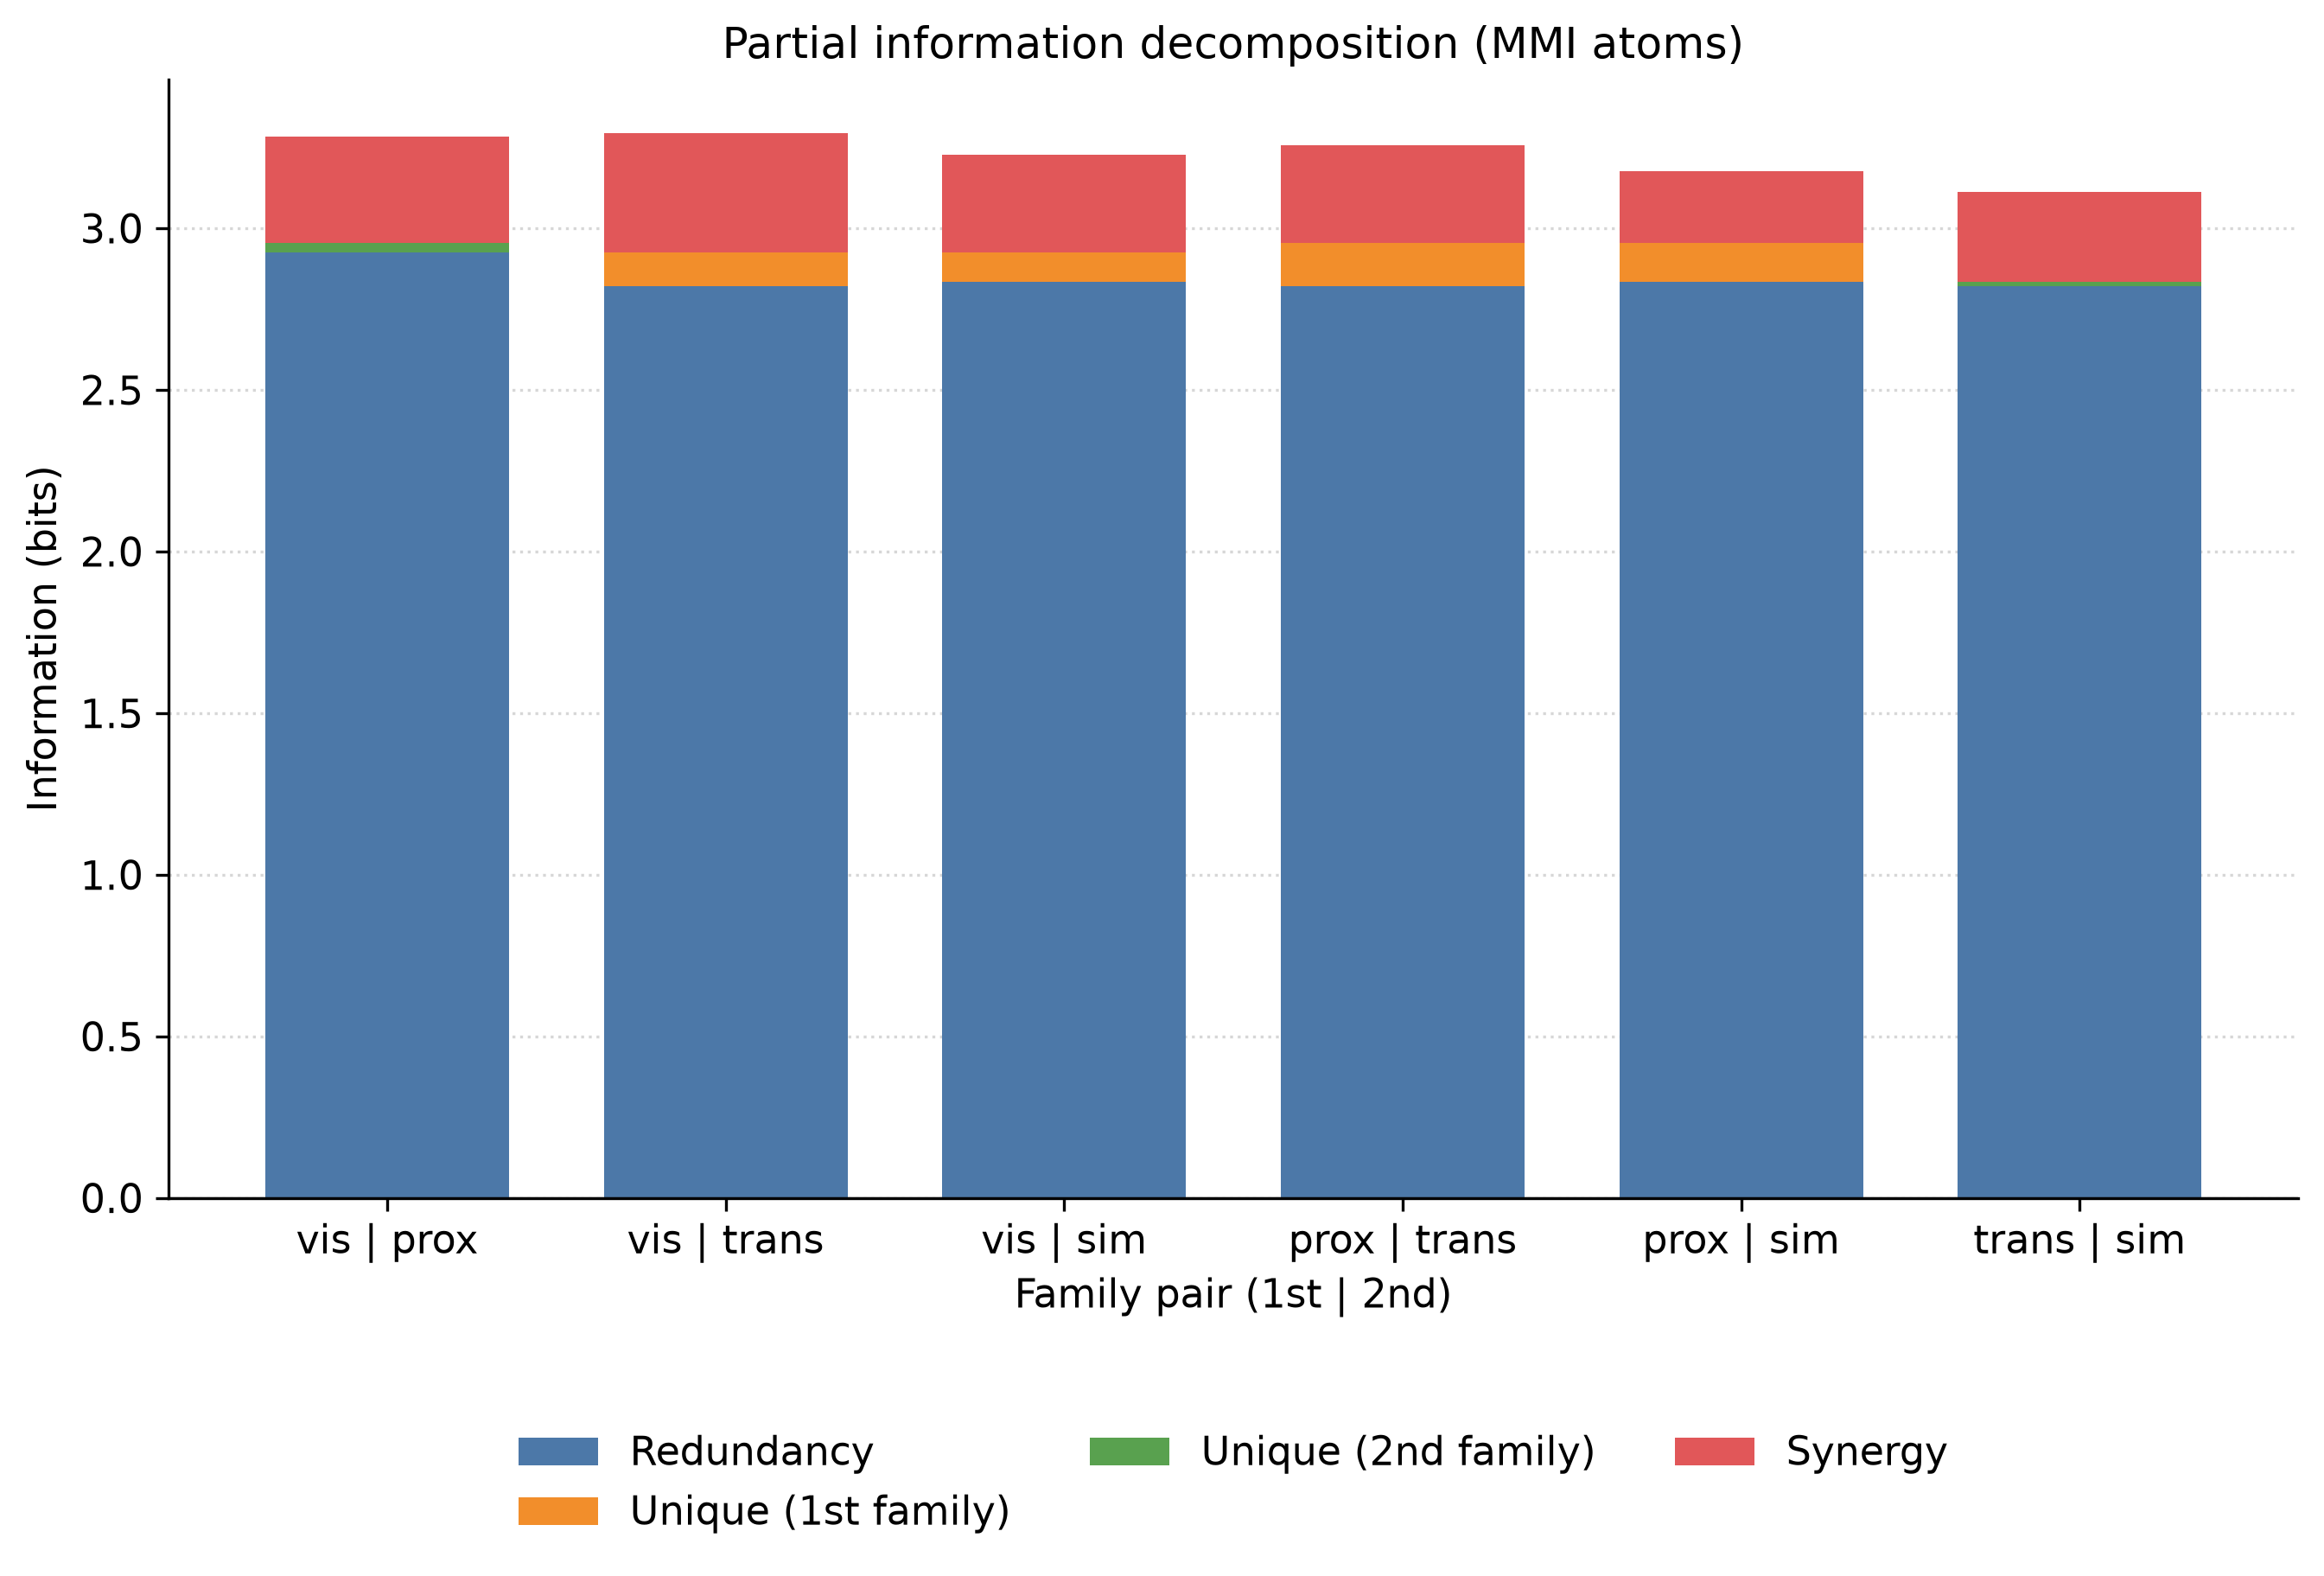 Partial information decomposition (MMI atoms)
Information (bits)
3.0
2.5
2.0
1.5
1.0
0.5
0.0
vis | prox
vis | trans
vis | sim
prox | trans
prox | sim
trans | sim
Family pair (1st | 2nd)
Redundancy
Unique (1st family)
Unique (2nd family)
Synergy